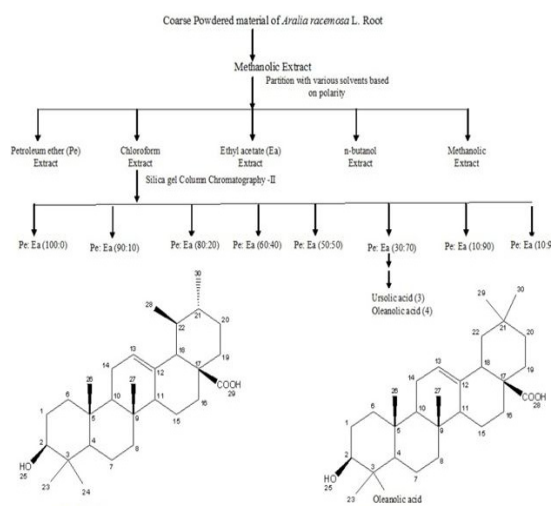 Coarse Powdered material of Aralia racemosa L. Root
Methanolic Extract
Partition with various solvents based
on polarity
Petroleum ether (Pe)
Extract
Chloroform
Extract
Ethyl acetate (Ea)
Extract
n-butanol
Extract
Methanolic
Extract
Silica gel Column Chromatography -II
Pe: Ea (100:0)
Pe: Ea (90:10)
Pe: Ea (80:20)
Pe: Ea (60:40)
Pe: Ea (50:50)
Pe: Ea (30:70)
Pe: Ea (10:90)
Pe: Ea (10:9
Ursolic acid (3)
Oleanolic acid (4)
30
28
21
22
20
13
14
18
19
26
27
12
17
COOH
29
6
11
16
1
10
5
9
15
2
4
8
3
7
HO
25
23
24
29
30
22
21
20
13
14
18
19
26
27
12
17
COOH
28
6
11
16
1
10
5
9
15
2
4
8
3
7
HO
25
23
24
Oleanolic acid